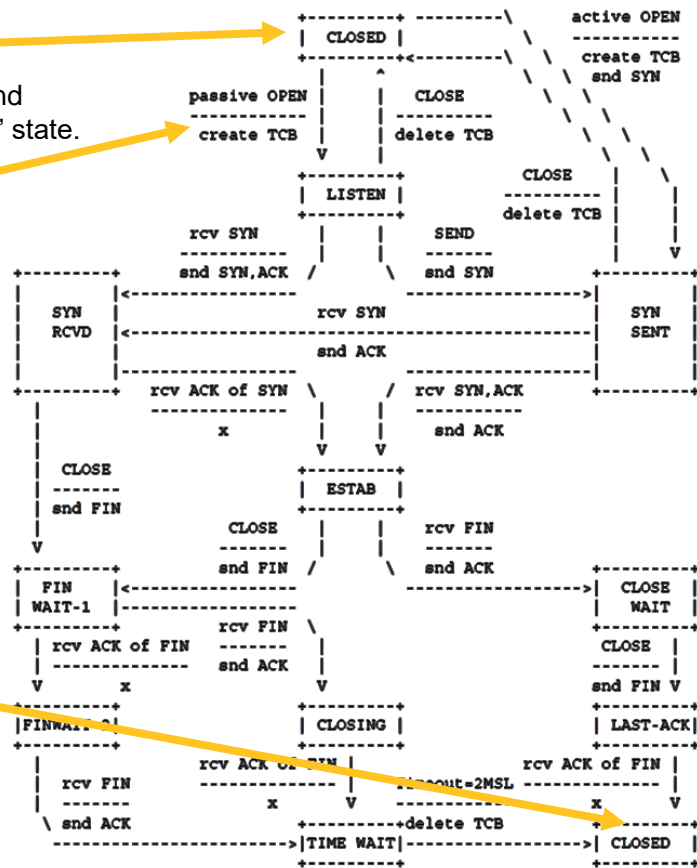 +---------+ ---------\ active OPEN
| CLOSED | \ -----------
+---------+<---------\ \ create TCB
| ^ \ \ snd SYN
nd
passive OPEN | | CLOSE \ \
' state.
------------ | | ---------- \ \
create TCB | | delete TCB \ \
V | \ \
+---------+ CLOSE | \
| LISTEN | ---------- | |
+---------+ delete TCB | |
rcv SYN | | SEND | |
----------- | | ------- | V
+---------+ snd SYN,ACK / \ snd SYN +---------+
| |<----------------- ------------------>| |
| SYN | rcv SYN | SYN |
| RCVD |<-----------------------------------------------| SENT |
| | snd ACK | |
| |------------------ -------------------| |
+---------+ rcv ACK of SYN \ / rcv SYN,ACK +---------+
| -------------- | | -----------
| x | | snd ACK
| V V
| CLOSE +---------+
| ------- | ESTAB |
| snd FIN +---------+
| CLOSE | | rcv FIN
V ------- | | -------
+---------+ snd FIN / \ snd ACK +---------+
| FIN |<----------------- ------------------>| CLOSE |
| WAIT-1 |------------------ | WAIT |
+---------+ rcv FIN \ +---------+
| rcv ACK of FIN ------- | CLOSE |
| -------------- snd ACK | ------- |
V x V snd FIN V
+---------+ +---------+ +---------+
|FINWAIT-2| | CLOSING | | LAST-ACK|
+---------+ +---------+ +---------+
| rcv ACK OF FIN | rcv ACK of FIN |
| rcv FIN -------------- | Timeout=2MSL -------------- |
| ------- x V ------------ x V
\ snd ACK +---------+delete TCB +---------+
------------------------>|TIME WAIT|------------------>| CLOSED |
+---------+ +---------+